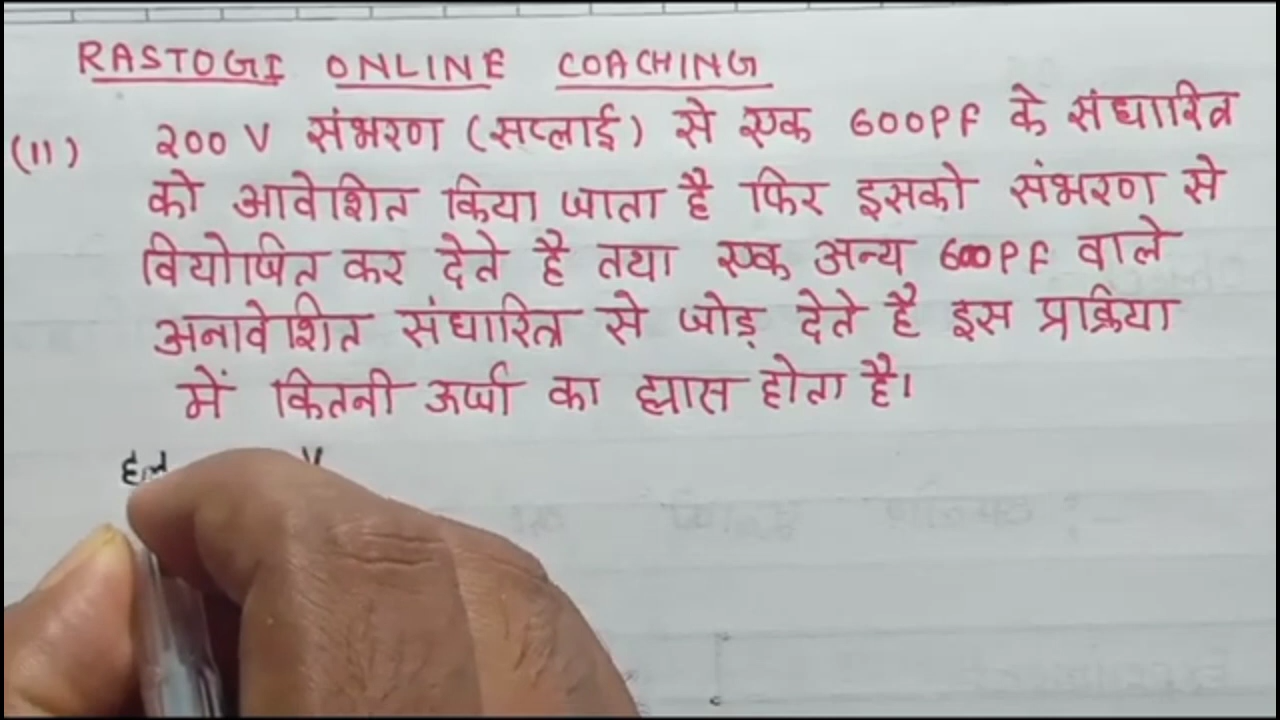 RASTOGI ONLINE COACHING
(11) 200 V संभरण (सप्लाई) से एक 600PF के संधारित्र
को आवेशित किया जाता है फिर इसको संभरण से
वियोजित कर देते है तथा एक अन्य 600PF वाले
अनावेशित संधारित्र से जोड़ देते है इस प्रक्रिया
में कितनी ऊर्जा का ह्यास होता है।
हल V